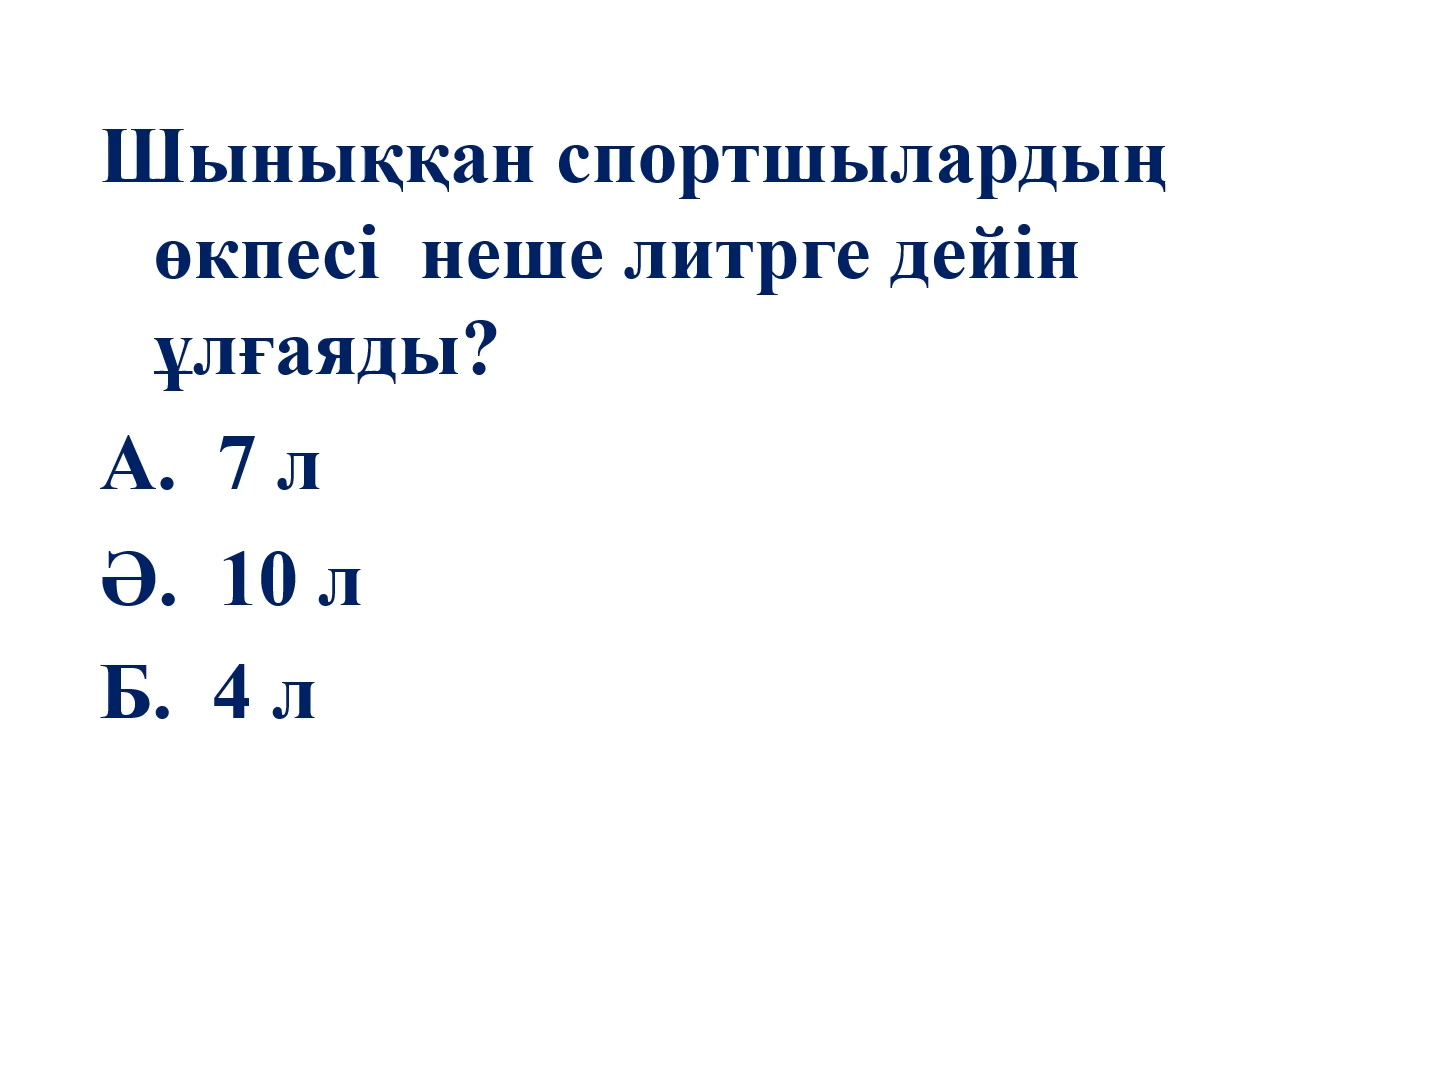 Шыныққан спортшылардың
өкпесі  неше литрге дейін
ұлғаяды?
А.  7 л
Ә.  10 л
Б.  4 л